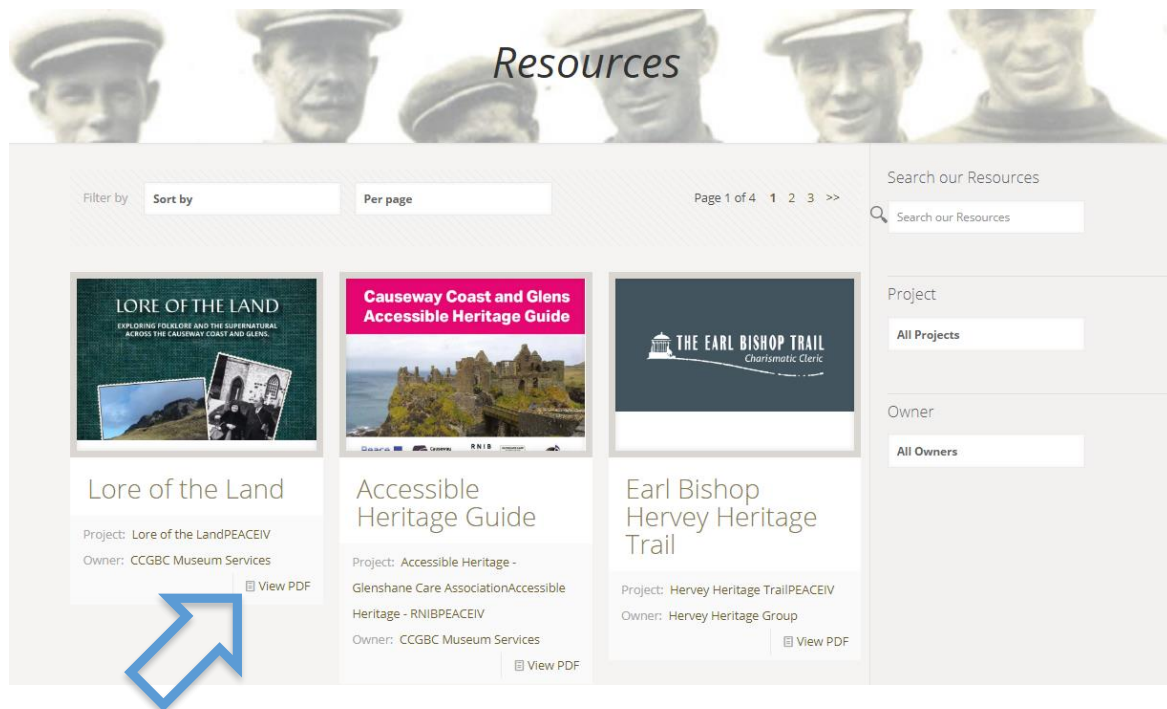 Resources
Filter by
Sort by
Per page
Page 1 of 4 1 2 3 >>
Search our Resources
Search our Resources
Project
All Projects
Owner
All Owners
LORE OF THE LAND
EXPLORING FOLKLORE AND THE SUPERNATURAL
ACROSS THE CAUSEWAY COAST AND GLENS.
Lore of the Land
Project: Lore of the LandPEACEIV
Owner: CCGBC Museum Services
View PDF
Causeway Coast and Glens
Accessible Heritage Guide
Peace
Causeway
RNIB
Accessible
Heritage Guide
Project: Accessible Heritage -
Glenshane Care AssociationAccessible
Heritage - RNIBPEACEIV
Owner: CCGBC Museum Services
View PDF
THE EARL BISHOP TRAIL
Charismatic Cleric
Earl Bishop
Hervey Heritage
Trail
Project: Hervey Heritage TrailPEACEIV
Owner: Hervey Heritage Group
View PDF